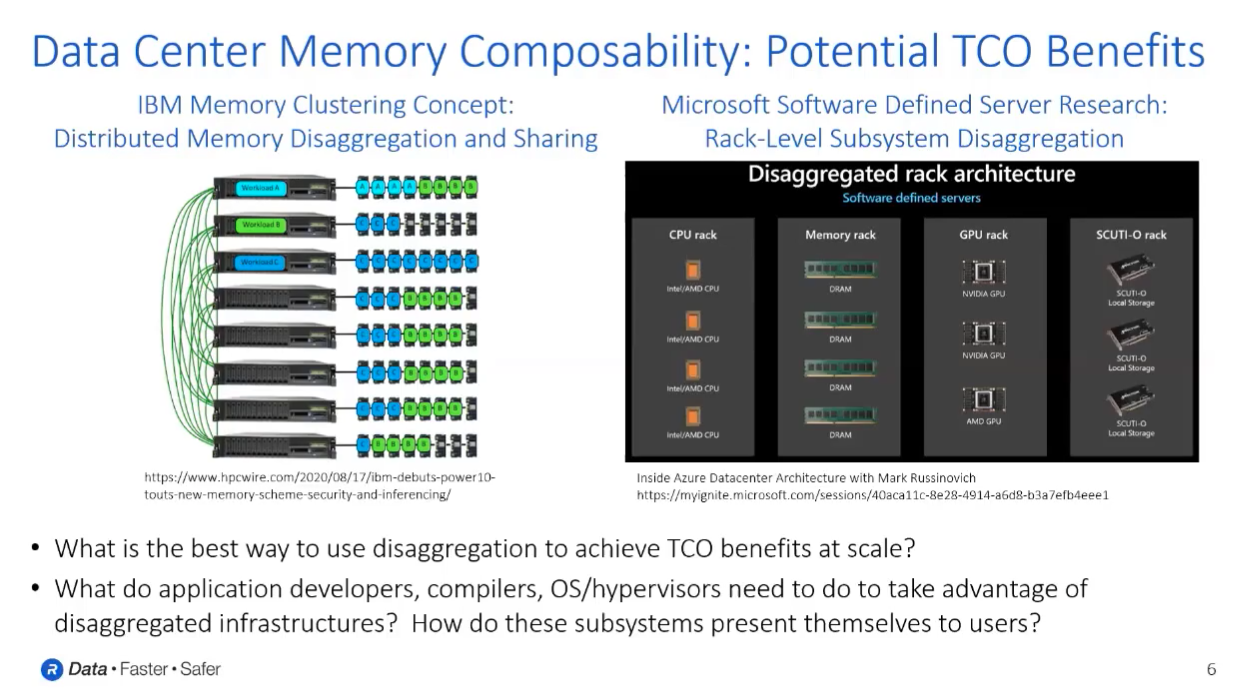 Data Center Memory Composability: Potential TCO Benefits
IBM Memory Clustering Concept:
Distributed Memory Disaggregation and Sharing
Workload A
A A A A B B B B
Workload B
C C C
Workload C
C C C C C C C C
C C C B B B B
C C C B B B B
C C C B B B B
C C C B B B B
C B B B B
https://www.hpcwire.com/2020/08/17/ibm-debuts-power10-
touts-new-memory-scheme-security-and-inferencing/
Microsoft Software Defined Server Research:
Rack-Level Subsystem Disaggregation
Disaggregated rack architecture
Software defined servers
CPU rack
Intel/AMD CPU
Intel/AMD CPU
Intel/AMD CPU
Intel/AMD CPU
Memory rack
DRAM
DRAM
DRAM
DRAM
GPU rack
NVIDIA GPU
NVIDIA GPU
AMD GPU
SCUTI-O rack
SCUTI-O
Local Storage
SCUTI-O
Local Storage
SCUTI-O
Local Storage
Inside Azure Datacenter Architecture with Mark Russinovich
https://myignite.microsoft.com/sessions/40aca11c-8e28-4914-a6d8-b3a7efb4eee1
• What is the best way to use disaggregation to achieve TCO benefits at scale?
• What do application developers, compilers, OS/hypervisors need to do to take advantage of
disaggregated infrastructures? How do these subsystems present themselves to users?
R Data • Faster • Safer
6